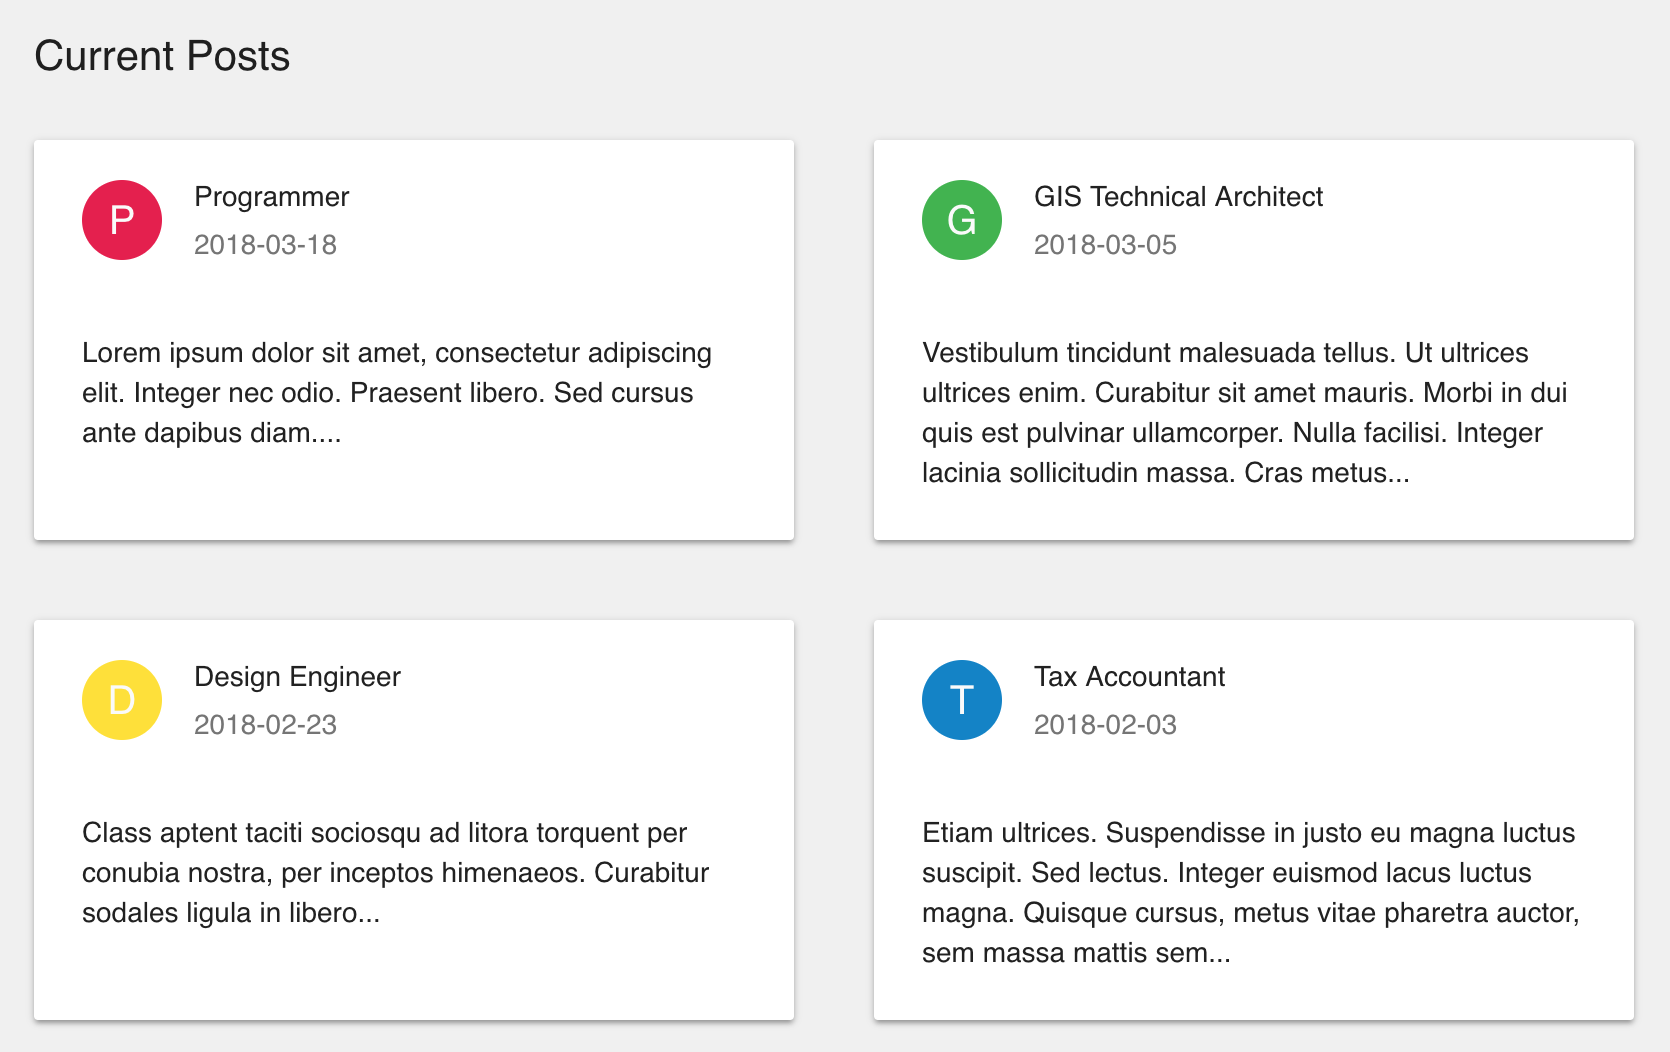 Current Posts
P
Programmer
2018-03-18
Lorem ipsum dolor sit amet, consectetur adipiscing
elit. Integer nec odio. Praesent libero. Sed cursus
ante dapibus diam....
G
GIS Technical Architect
2018-03-05
Vestibulum tincidunt malesuada tellus. Ut ultrices
ultrices enim. Curabitur sit amet mauris. Morbi in dui
quis est pulvinar ullamcorper. Nulla facilisi. Integer
lacinia sollicitudin massa. Cras metus...
D
Design Engineer
2018-02-23
Class aptent taciti sociosqu ad litora torquent per
conubia nostra, per inceptos himenaeos. Curabitur
sodales ligula in libero...
T
Tax Accountant
2018-02-03
Etiam ultrices. Suspendisse in justo eu magna luctus
suscipit. Sed lectus. Integer euismod lacus luctus
magna. Quisque cursus, metus vitae pharetra auctor,
sem massa mattis sem...